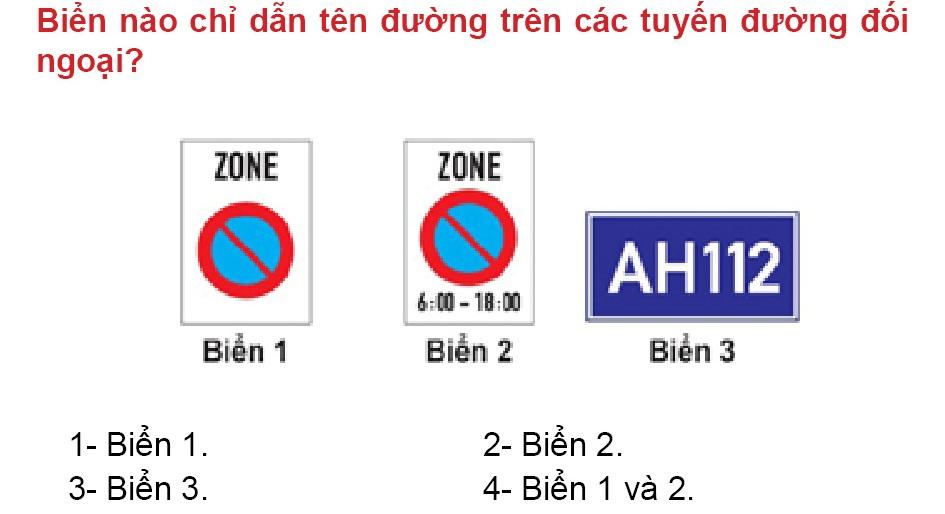 Biển nào chỉ dẫn tên đường trên các tuyến đường đối
ngoại?
ZONE
ZONE
6:00 - 18:00
AH112
Biển 1
Biển 2
Biển 3
1- Biển 1.
2- Biển 2.
3- Biển 3.
4- Biển 1 và 2.